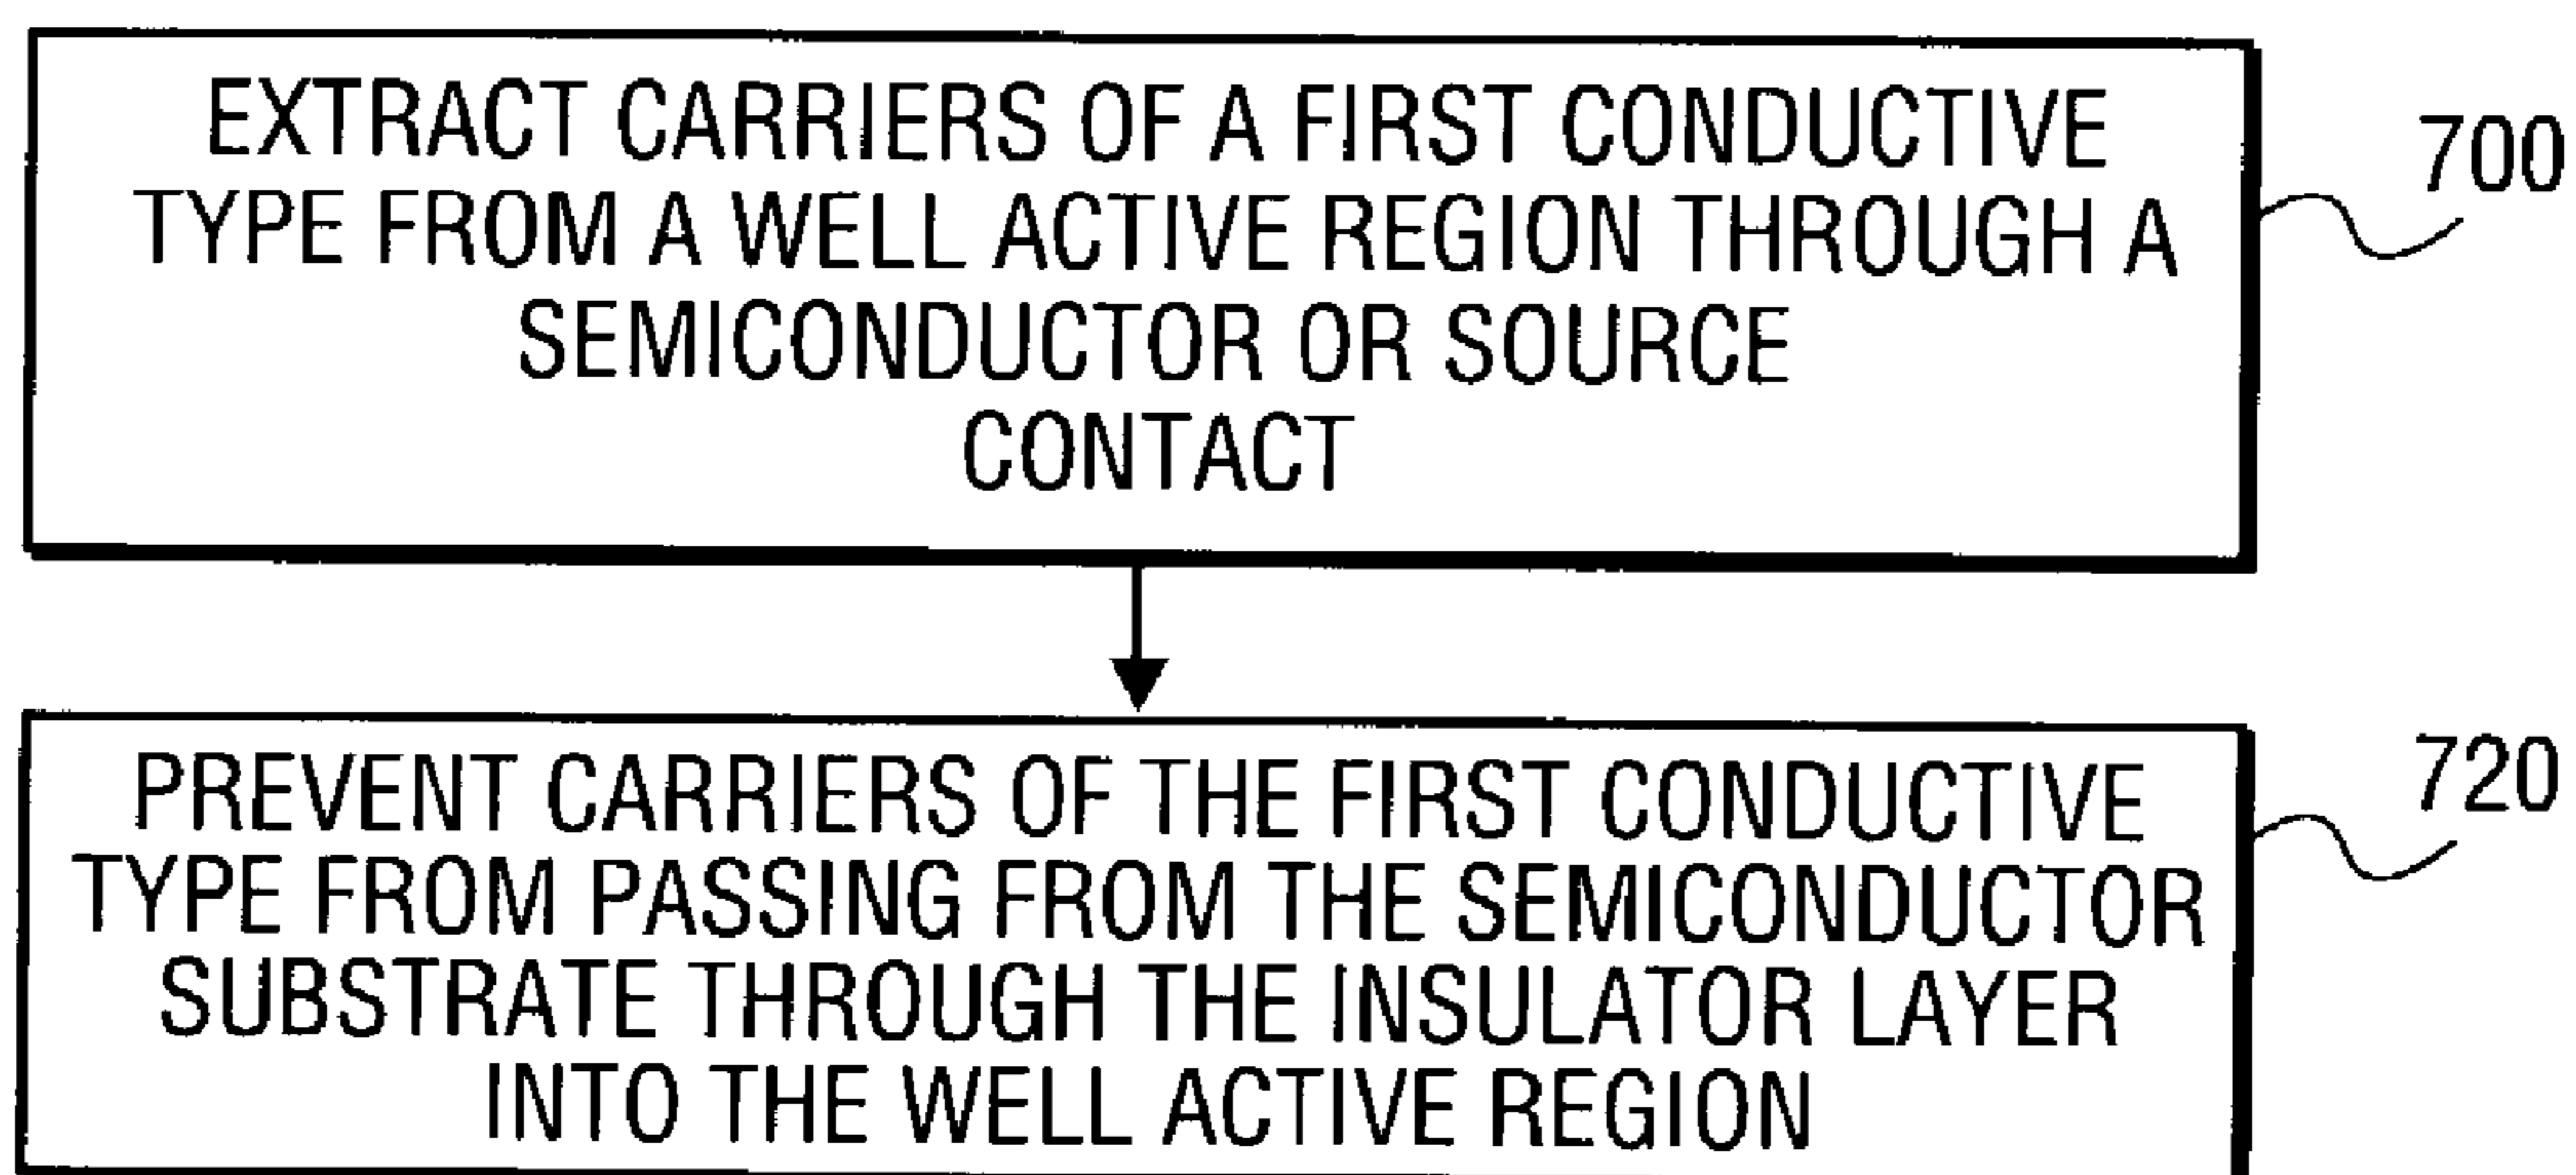 EXTRACT CARRIERS OF A FIRST CONDUCTIVE
TYPE FROM A WELL ACTIVE REGION THROUGH A
SEMICONDUCTOR OR SOURCE
CONTACT
700
PREVENT CARRIERS OF THE FIRST CONDUCTIVE
TYPE FROM PASSING FROM THE SEMICONDUCTOR
SUBSTRATE THROUGH THE INSULATOR LAYER
INTO THE WELL ACTIVE REGION
720